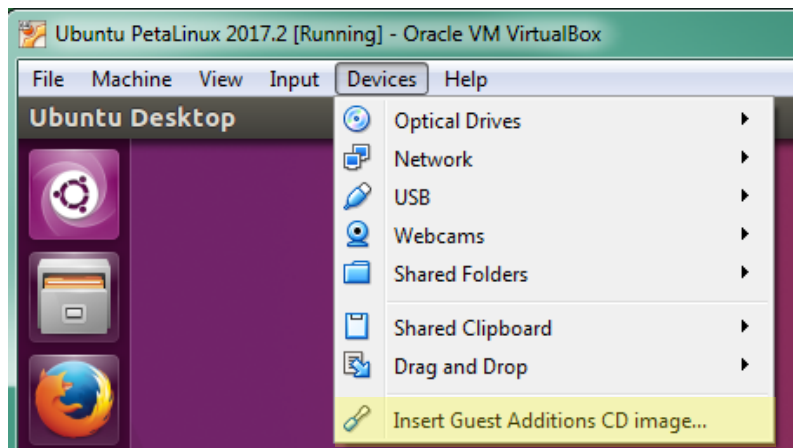 Ubuntu PetaLinux 2017.2 [Running] - Oracle VM VirtualBox
File Machine View Input Devices Help
Ubuntu Desktop
Optical Drives
Network
USB
Webcams
Shared Folders
Shared Clipboard
Drag and Drop
Insert Guest Additions CD image...